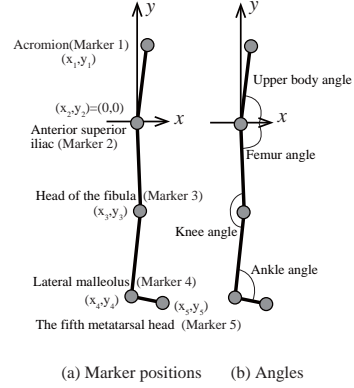 y
y
Acromion(Marker 1)
(x1,y1)
Upper body angle
(x2,y2)=(0,0)
x
x
Anterior superior
iliac (Marker 2)
Femur angle
Head of the fibula (Marker 3)
(x3,y3)
Knee angle
Ankle angle
Lateral malleolus (Marker 4)
(x4,y4)
(x5,y5)
The fifth metatarsal head (Marker 5)
(a) Marker positions (b) Angles